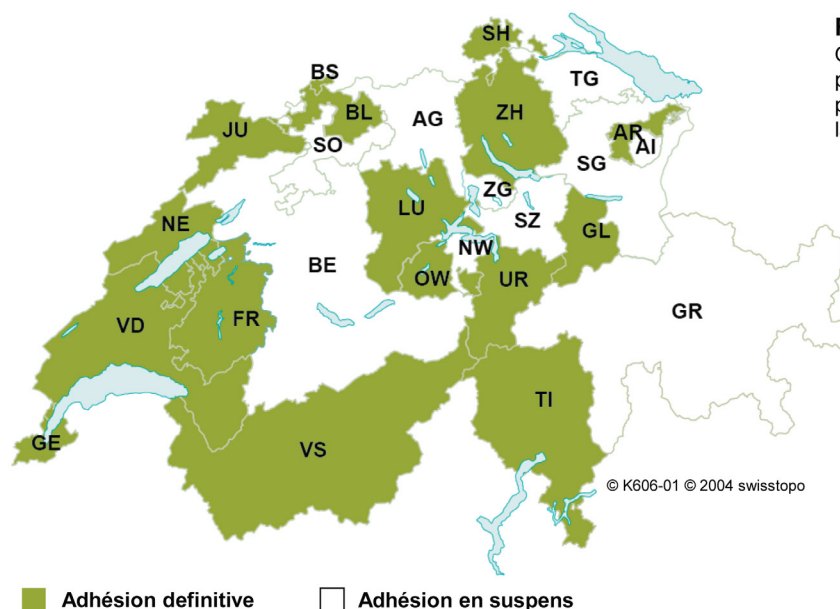 SH
BS
TG
BL
ZH
JU
AG
AR
SO
AI
SG
ZG
LU
NE
SZ
GL
NW
BE
OW
UR
FR
VD
GR
TI
GE
VS
© K606-01 © 2004 swisstopo
Adhésion definitive
Adhésion en suspens